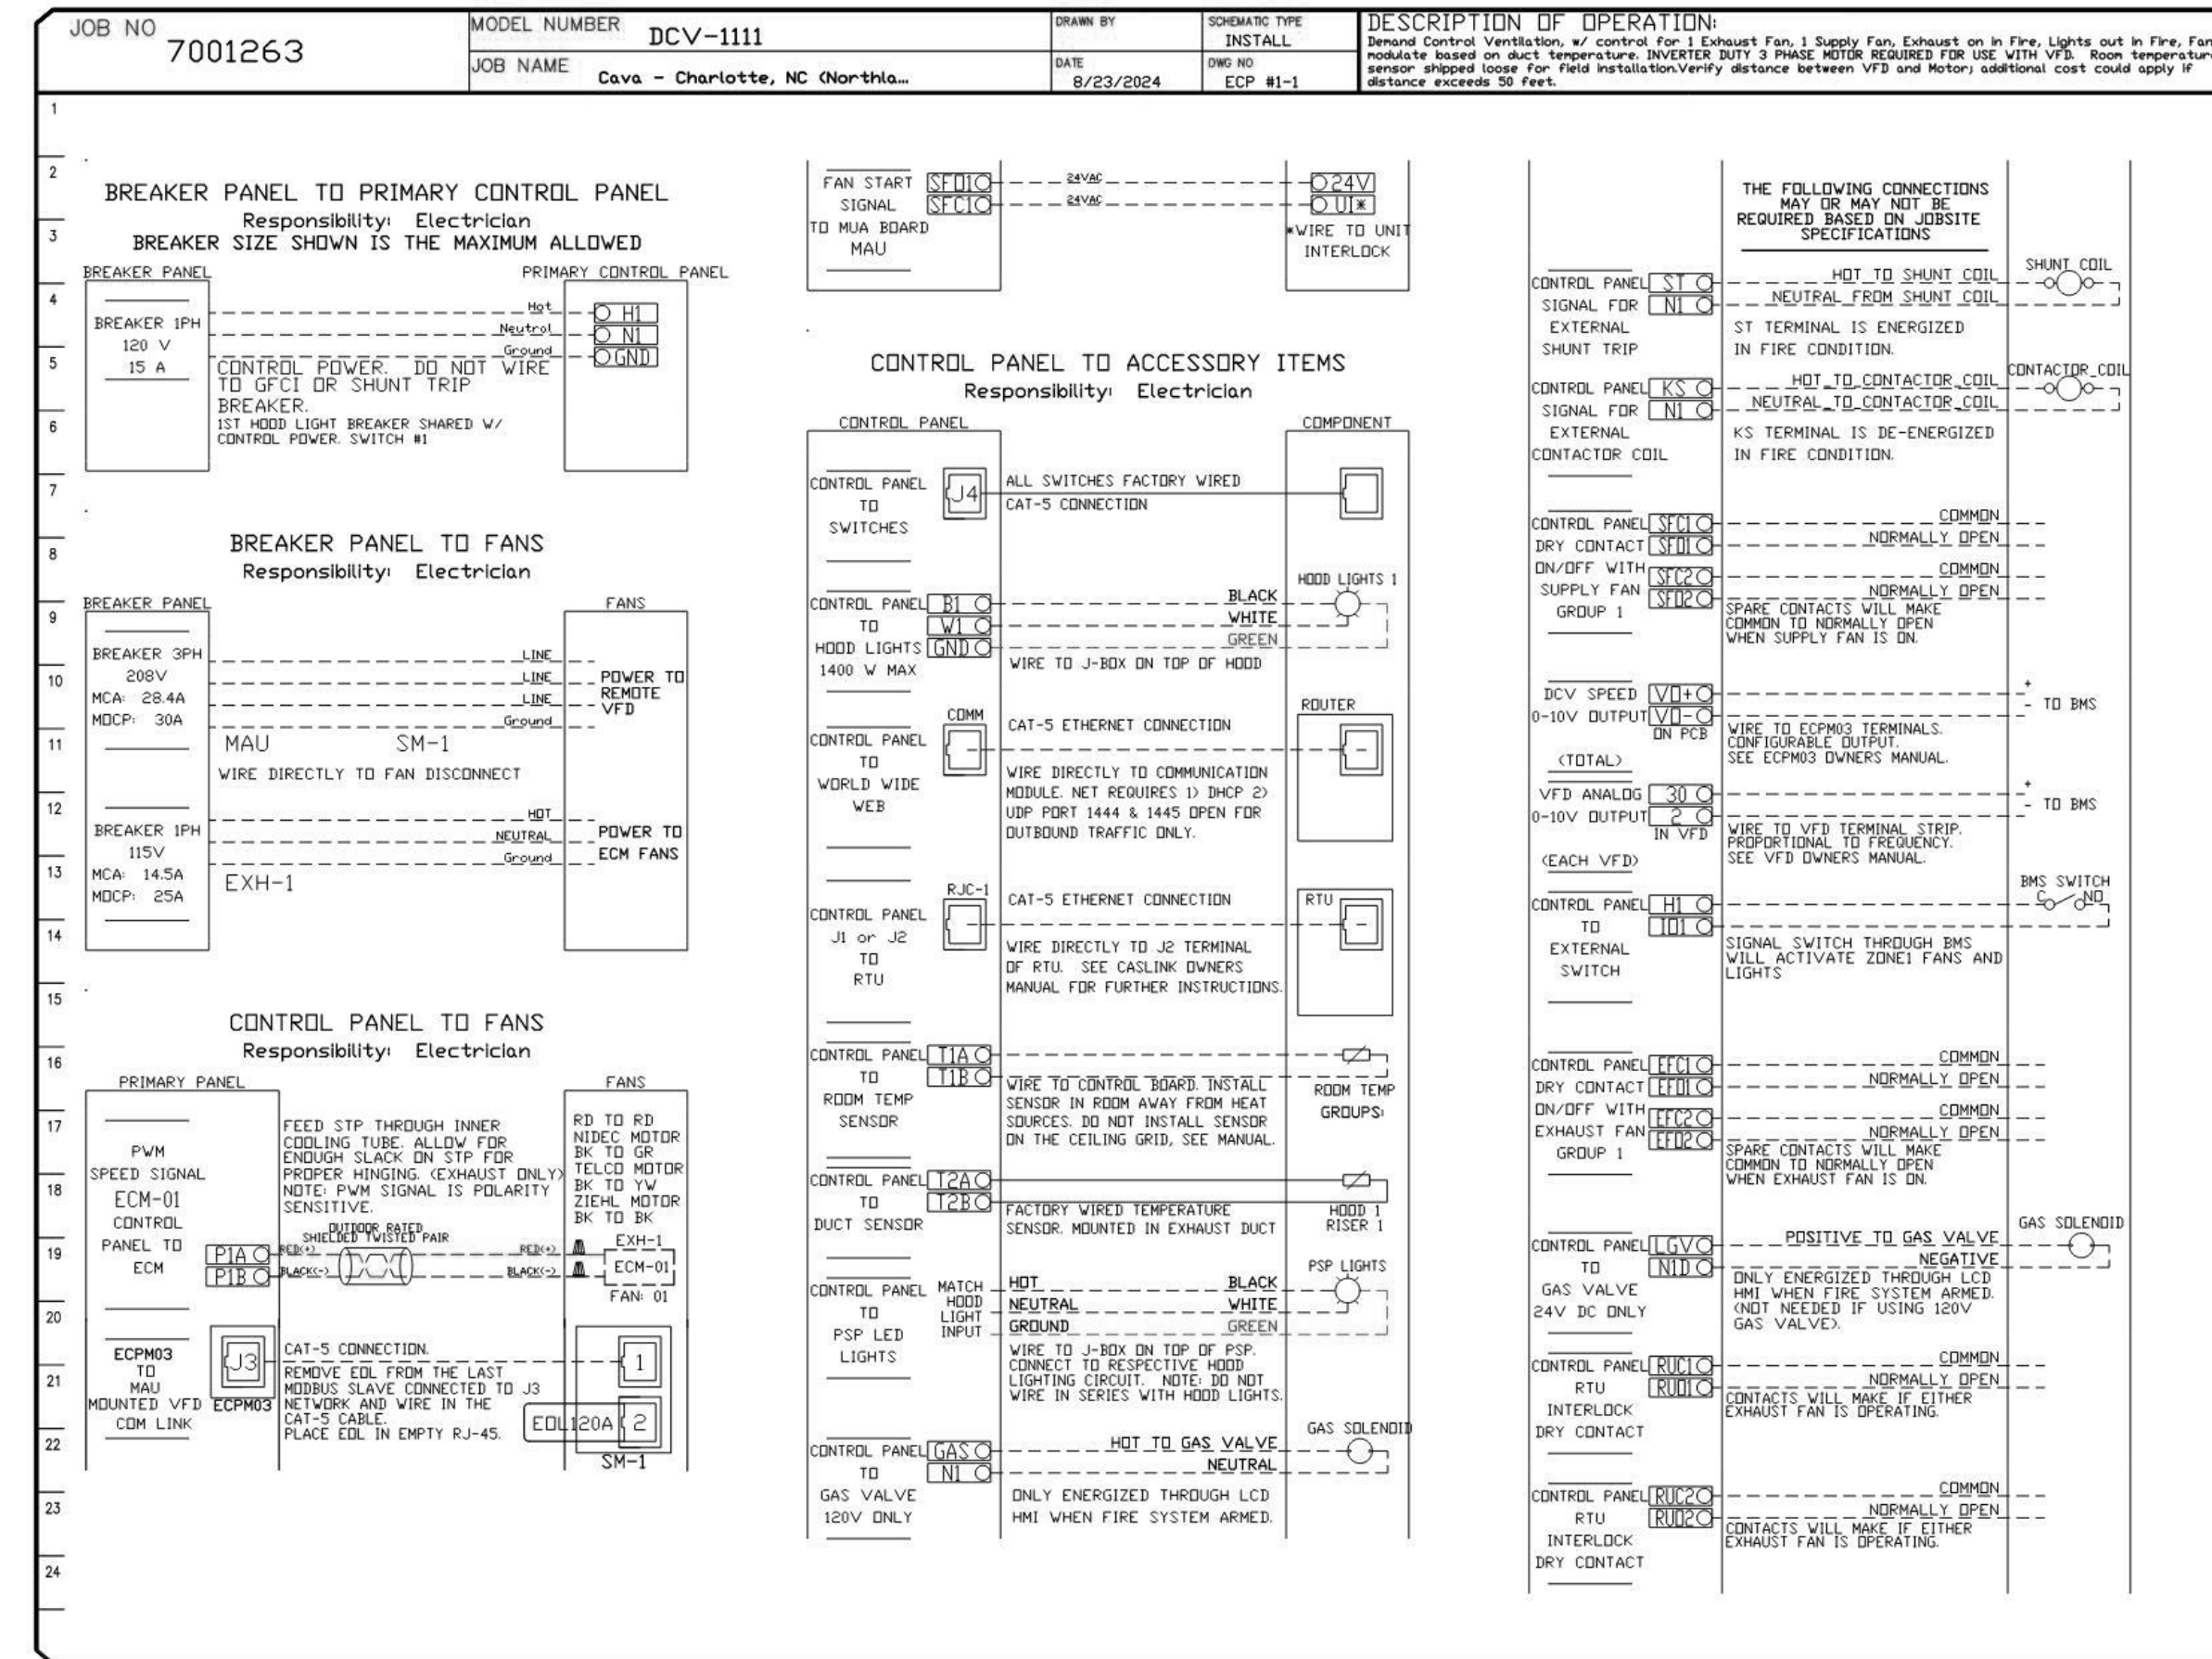 JOB NO
7001263
MODEL NUMBER
DCV-1111
JOB NAME
Cava - Charlotte, NC (Northla...
DRAWN BY
DATE
8/23/2024
SCHEMATIC TYPE
INSTALL
DWG NO
ECP #1-1
DESCRIPTION OF OPERATION:
Demand Control Ventilation, w/ control for 1 Exhaust Fan, 1 Supply Fan, Exhaust on in Fire, Lights out in Fire, Fan
modulate based on duct temperature. INVERTER DUTY 3 PHASE MOTOR REQUIRED FOR USE WITH VFD. Room temperature
sensor shipped loose for field installation.Verify distance between VFD and Motor; additional cost could apply if
distance exceeds 50 feet.
1
2
3
4
5
6
7
8
9
10
11
12
13
14
15
16
17
18
19
20
21
22
23
24
BREAKER PANEL TO PRIMARY CONTROL PANEL
Responsibility: Electrician
BREAKER SIZE SHOWN IS THE MAXIMUM ALLOWED
BREAKER PANEL
PRIMARY CONTROL PANEL
BREAKER 1PH
120 V
15 A
Hot
H1
Neutral
N1
Ground
GND
CONTROL POWER. DO NOT WIRE
TO GFCI OR SHUNT TRIP
BREAKER.
1ST HOOD LIGHT BREAKER SHARED W/
CONTROL POWER. SWITCH #1
BREAKER PANEL TO FANS
Responsibility: Electrician
BREAKER PANEL
FANS
BREAKER 3PH
208V
MCA: 28.4A
MOCP: 30A
LINE
LINE
LINE
Ground
POWER TO
REMOTE
VFD
MAU SM-1
WIRE DIRECTLY TO FAN DISCONNECT
BREAKER 1PH
115V
MCA: 14.5A
MOCP: 25A
HOT
NEUTRAL
Ground
POWER TO
ECM FANS
EXH-1
CONTROL PANEL TO FANS
Responsibility: Electrician
PRIMARY PANEL
FANS
PWM
SPEED SIGNAL
ECM-01
CONTROL
PANEL TO
ECM
P1A
P1B
FEED STP THROUGH INNER
COOLING TUBE. ALLOW FOR
ENOUGH SLACK ON STP FOR
PROPER HINGING. (EXHAUST ONLY)
NOTE: PWM SIGNAL IS POLARITY
SENSITIVE.
OUTDOOR RATED
SHIELDED TWISTED PAIR
RED(+)
RED(+)
BLACK(-)
BLACK(-)
RD TO RD
NIDEC MOTOR
BK TO GR
TELCO MOTOR
BK TO YW
ZIEHL MOTOR
BK TO BK
EXH-1
ECM-01
FAN: 01
ECPM03
TO
MAU
MOUNTED VFD
COM LINK
J3
ECPM03
CAT-5 CONNECTION.
REMOVE EOL FROM THE LAST
MODBUS SLAVE CONNECTED TO J3
NETWORK AND WIRE IN THE
CAT-5 CABLE.
PLACE EOL IN EMPTY RJ-45.
1
EOL120A
2
SM-1
FAN START
SIGNAL
TO MUA BOARD
MAU
SFO1
SFC1
24VAC
24VAC
24V
UI*
*WIRE TO UNIT
INTERLOCK
CONTROL PANEL TO ACCESSORY ITEMS
Responsibility: Electrician
CONTROL PANEL
COMPONENT
CONTROL PANEL
TO
SWITCHES
J4
ALL SWITCHES FACTORY WIRED
CAT-5 CONNECTION
CONTROL PANEL
TO
HOOD LIGHTS
1400 W MAX
B1
W1
GND
BLACK
WHITE
GREEN
HOOD LIGHTS 1
WIRE TO J-BOX ON TOP OF HOOD
CONTROL PANEL
TO
WORLD WIDE
WEB
COMM
CAT-5 ETHERNET CONNECTION
WIRE DIRECTLY TO COMMUNICATION
MODULE. NET REQUIRES 1) DHCP 2)
UDP PORT 1444 & 1445 OPEN FOR
OUTBOUND TRAFFIC ONLY.
ROUTER
CONTROL PANEL
J1 or J2
TO
RTU
RJC-1
CAT-5 ETHERNET CONNECTION
WIRE DIRECTLY TO J2 TERMINAL
OF RTU. SEE CASLINK OWNERS
MANUAL FOR FURTHER INSTRUCTIONS.
RTU
CONTROL PANEL
TO
ROOM TEMP
SENSOR
T1A
T1B
WIRE TO CONTROL BOARD. INSTALL
SENSOR IN ROOM AWAY FROM HEAT
SOURCES. DO NOT INSTALL SENSOR
ON THE CEILING GRID, SEE MANUAL.
ROOM TEMP
GROUPS:
CONTROL PANEL
TO
DUCT SENSOR
T2A
T2B
FACTORY WIRED TEMPERATURE
SENSOR. MOUNTED IN EXHAUST DUCT
HOOD 1
RISER 1
CONTROL PANEL
TO
PSP LED
LIGHTS
MATCH
HOOD
LIGHT
INPUT
HOT
NEUTRAL
GROUND
BLACK
WHITE
GREEN
PSP LIGHTS
WIRE TO J-BOX ON TOP OF PSP.
CONNECT TO RESPECTIVE HOOD
LIGHTING CIRCUIT. NOTE: DO NOT
WIRE IN SERIES WITH HOOD LIGHTS.
CONTROL PANEL
TO
GAS VALVE
120V ONLY
GAS
N1
HOT TO GAS VALVE
NEUTRAL
GAS SOLENOID
ONLY ENERGIZED THROUGH LCD
HMI WHEN FIRE SYSTEM ARMED.
THE FOLLOWING CONNECTIONS
MAY OR MAY NOT BE
REQUIRED BASED ON JOBSITE
SPECIFICATIONS
CONTROL PANEL
SIGNAL FOR
EXTERNAL
SHUNT TRIP
ST
N1
HOT TO SHUNT COIL
NEUTRAL FROM SHUNT COIL
SHUNT COIL
ST TERMINAL IS ENERGIZED
IN FIRE CONDITION.
CONTROL PANEL
SIGNAL FOR
EXTERNAL
CONTACTOR COIL
KS
N1
HOT TO CONTACTOR COIL
NEUTRAL TO CONTACTOR COIL
CONTACTOR COIL
KS TERMINAL IS DE-ENERGIZED
IN FIRE CONDITION.
CONTROL PANEL
DRY CONTACT
ON/OFF WITH
SUPPLY FAN
GROUP 1
SFC1
SFO1
SFC2
SFO2
COMMON
NORMALLY OPEN
COMMON
NORMALLY OPEN
SPARE CONTACTS WILL MAKE
COMMON TO NORMALLY OPEN
WHEN SUPPLY FAN IS ON.
DCV SPEED
0-10V OUTPUT
(TOTAL)
VO+
VO-
ON PCB
WIRE TO ECPM03 TERMINALS.
CONFIGURABLE OUTPUT.
SEE ECPM03 OWNERS MANUAL.
+
- TO BMS
VFD ANALOG
0-10V OUTPUT
(EACH VFD)
30
2
IN VFD
WIRE TO VFD TERMINAL STRIP.
PROPORTIONAL TO FREQUENCY.
SEE VFD OWNERS MANUAL.
+
- TO BMS
CONTROL PANEL
TO
EXTERNAL
SWITCH
H1
IO1
BMS SWITCH
C NO
SIGNAL SWITCH THROUGH BMS
WILL ACTIVATE ZONE1 FANS AND
LIGHTS
CONTROL PANEL
DRY CONTACT
ON/OFF WITH
EXHAUST FAN
GROUP 1
EFC1
EFO1
EFC2
EFO2
COMMON
NORMALLY OPEN
COMMON
NORMALLY OPEN
SPARE CONTACTS WILL MAKE
COMMON TO NORMALLY OPEN
WHEN EXHAUST FAN IS ON.
CONTROL PANEL
TO
GAS VALVE
24V DC ONLY
LGV
N1D
POSITIVE TO GAS VALVE
NEGATIVE
GAS SOLENOID
ONLY ENERGIZED THROUGH LCD
HMI WHEN FIRE SYSTEM ARMED.
(NOT NEEDED IF USING 120V
GAS VALVE).
CONTROL PANEL
RTU
INTERLOCK
DRY CONTACT
RUC1
RUO1
COMMON
NORMALLY OPEN
CONTACTS WILL MAKE IF EITHER
EXHAUST FAN IS OPERATING.
CONTROL PANEL
RTU
INTERLOCK
DRY CONTACT
RUC2
RUO2
COMMON
NORMALLY OPEN
CONTACTS WILL MAKE IF EITHER
EXHAUST FAN IS OPERATING.